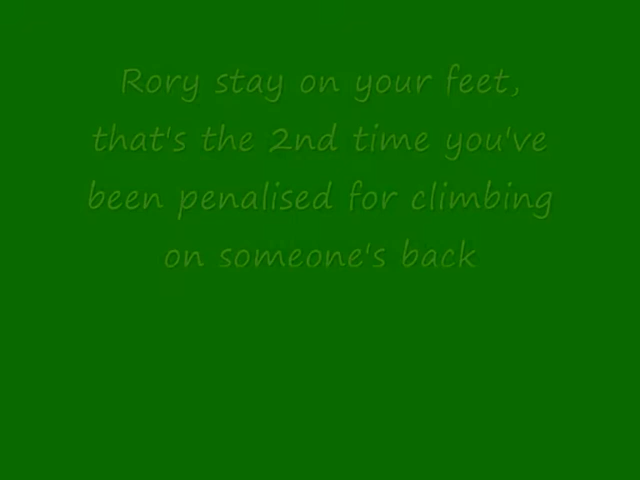 Rory stay on your feet,
that's the 2nd time you've
been penalised for climbing
on someone's back